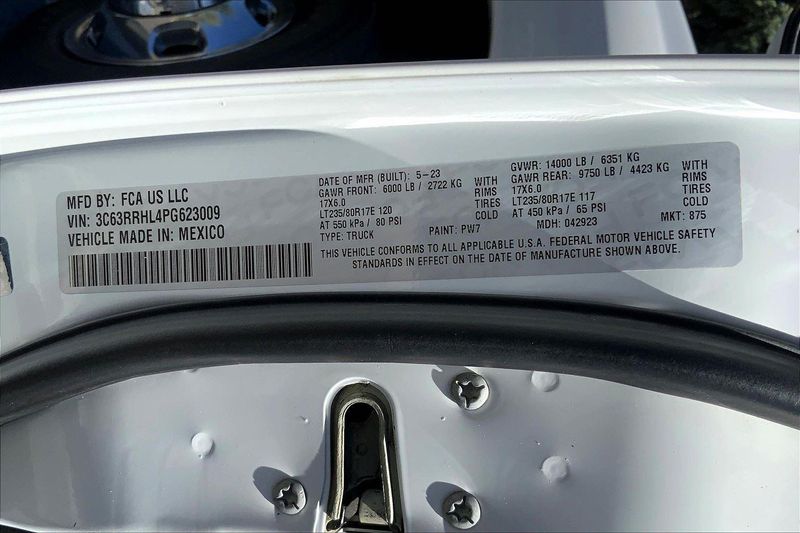 MFD BY: FCA US LLC
VIN: 3C63RRHL4PG623009
VEHICLE MADE IN: MEXICO
DATE OF MFR (BUILT): 5-23
GAWR FRONT: 6000 LB / 2722 KG WITH
17X6.0 RIMS
LT235/80R17E 120 TIRES
AT 550 kPa / 80 PSI COLD
TYPE: TRUCK PAINT: PW7
GVWR: 14000 LB / 6351 KG
GAWR REAR: 9750 LB / 4423 KG WITH
17X6.0 RIMS
LT235/80R17E 117 TIRES
AT 450 kPa / 65 PSI COLD
MDH: 042923 MKT: 875
THIS VEHICLE CONFORMS TO ALL APPLICABLE U.S.A. FEDERAL MOTOR VEHICLE SAFETY
STANDARDS IN EFFECT ON THE DATE OF MANUFACTURE SHOWN ABOVE.